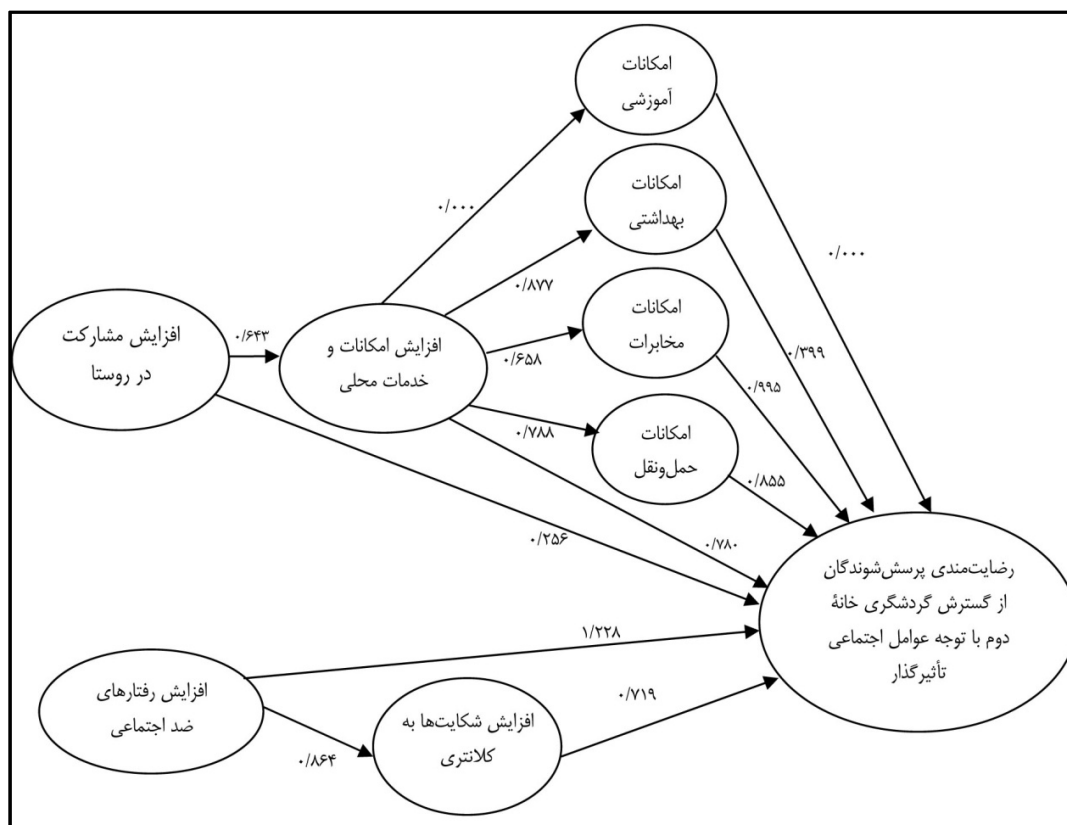 امکانات
آموزشی
امکانات
بهداشتی
امکانات
مخابرات
امکانات
حمل‌ونقل
افزایش مشارکت
در روستا
افزایش امکانات و
خدمات محلی
رضایت‌مندی پرسش‌شوندگان
از گسترش گردشگری خانۀ
دوم با توجه عوامل اجتماعی
تأثیرگذار
افزایش رفتارهای
ضد اجتماعی
افزایش شکایت‌ها به
کلانتری
۰/۰۰۰
۰/۰۰۰
۰/۸۷۷
۰/۶۴۳
۰/۶۵۸
۰/۳۹۹
۰/۹۹۵
۰/۷۸۸
۰/۸۵۵
۰/۲۵۶
۰/۷۸۰
۱/۲۲۸
۰/۷۱۹
۰/۸۶۴